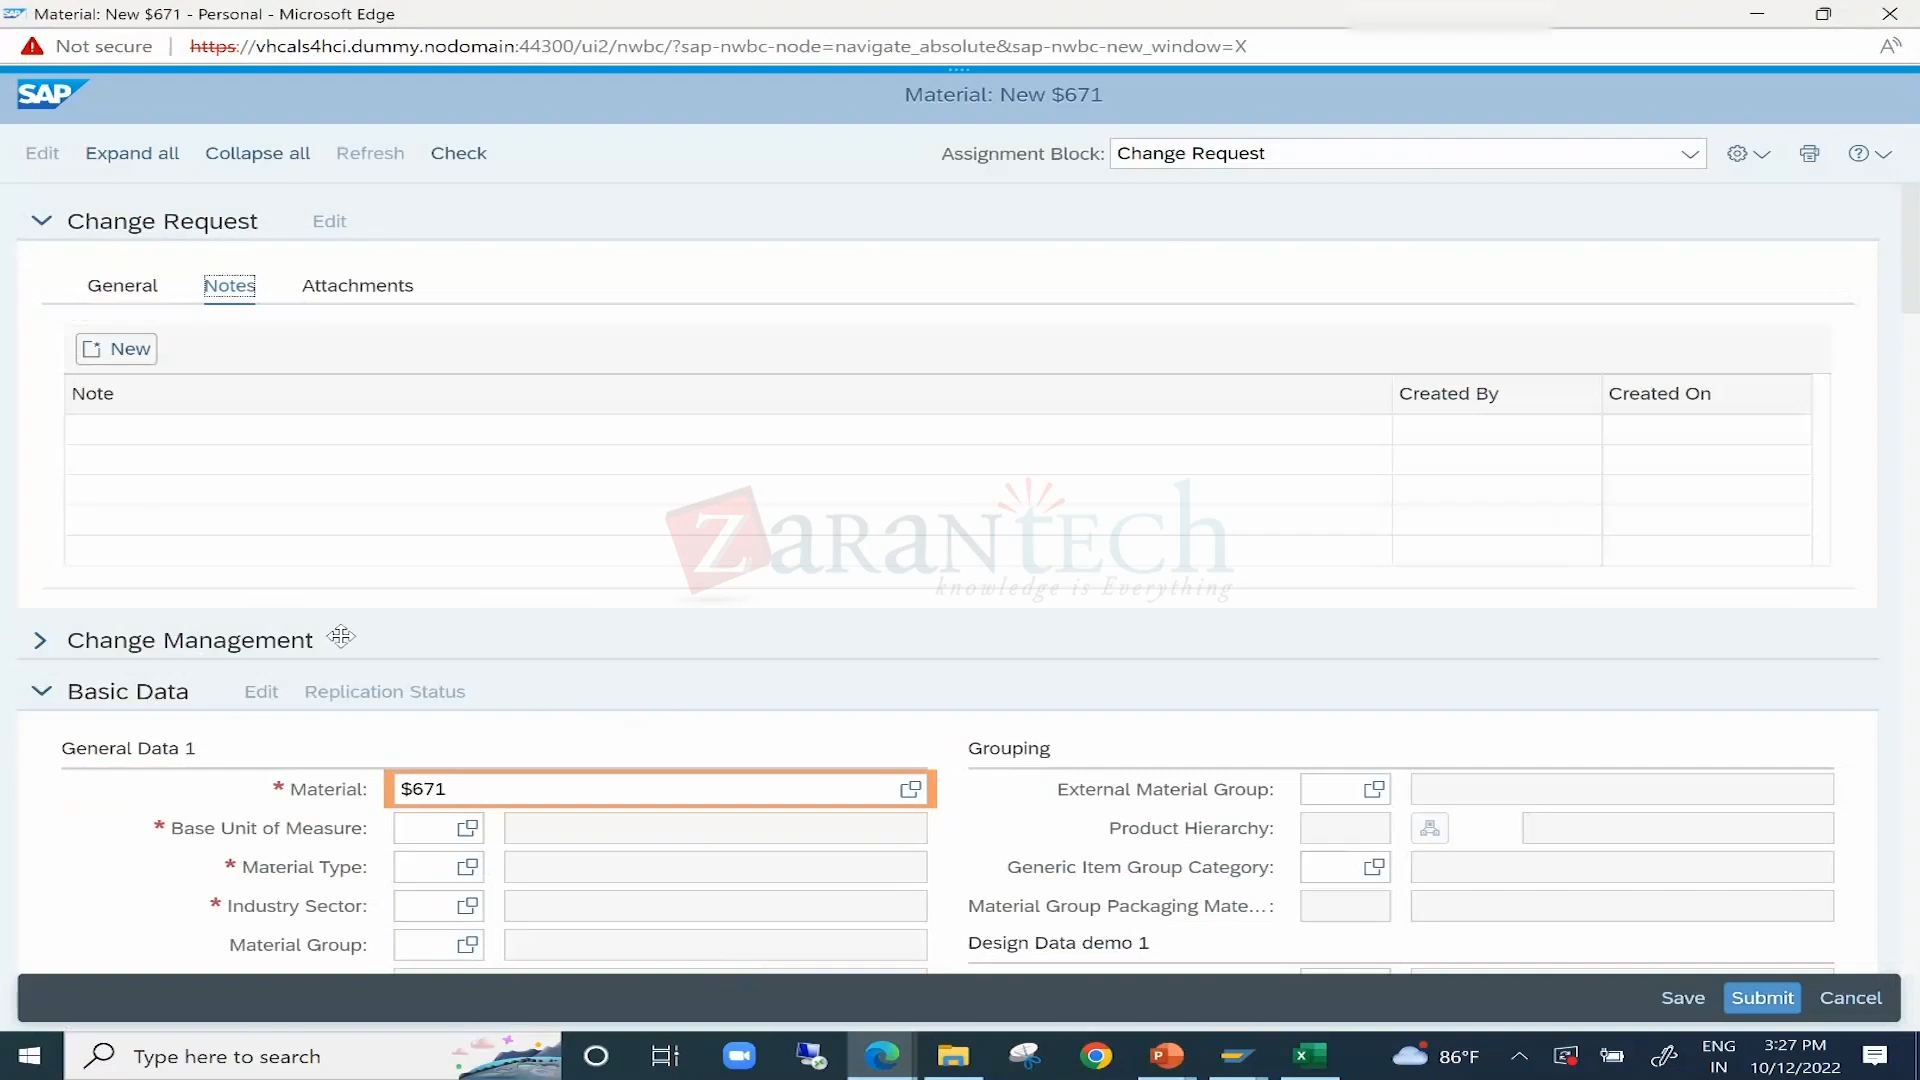 Material: New $671 - Personal - Microsoft Edge
Not secure | https://vhcals4hci.dummy.nodomain:44300/ui2/nwbc/?sap-nwbc-node=navigate_absolute&sap-nwbc-new_window=X
SAP
Material: New $671
Edit Expand all Collapse all Refresh Check Assignment Block: Change Request
Change Request Edit
General Notes Attachments
New
Note Created By Created On
ZaranTech
knowledge is Everything
Change Management
Basic Data Edit Replication Status
General Data 1 Grouping
* Material: $671 External Material Group:
* Base Unit of Measure: Product Hierarchy:
* Material Type: Generic Item Group Category:
* Industry Sector: Material Group Packaging Mate...:
Material Group: Design Data demo 1
Save Submit Cancel
Type here to search 86°F ENG 3:27 PM
IN 10/12/2022